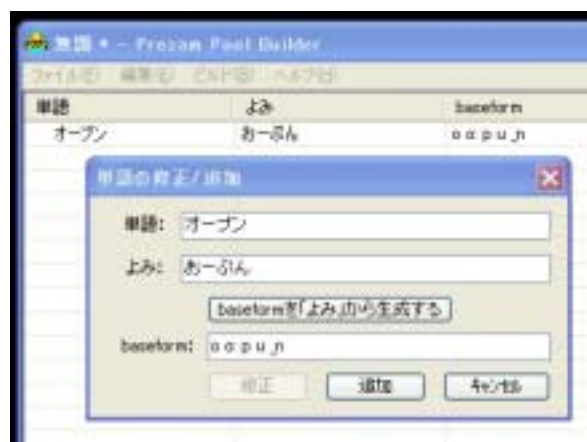 無題 * - Prozam Pool Builder
ファイル(F) 編集(E) ビルド(B) ヘルプ(H)
単語 よみ baseform
オープン おーぷん o o p u _n
単語の修正/追加
単語: オープン
よみ: おーぷん
baseformを「よみ」から生成する
baseform: o o p u _n
修正 追加 キャンセル